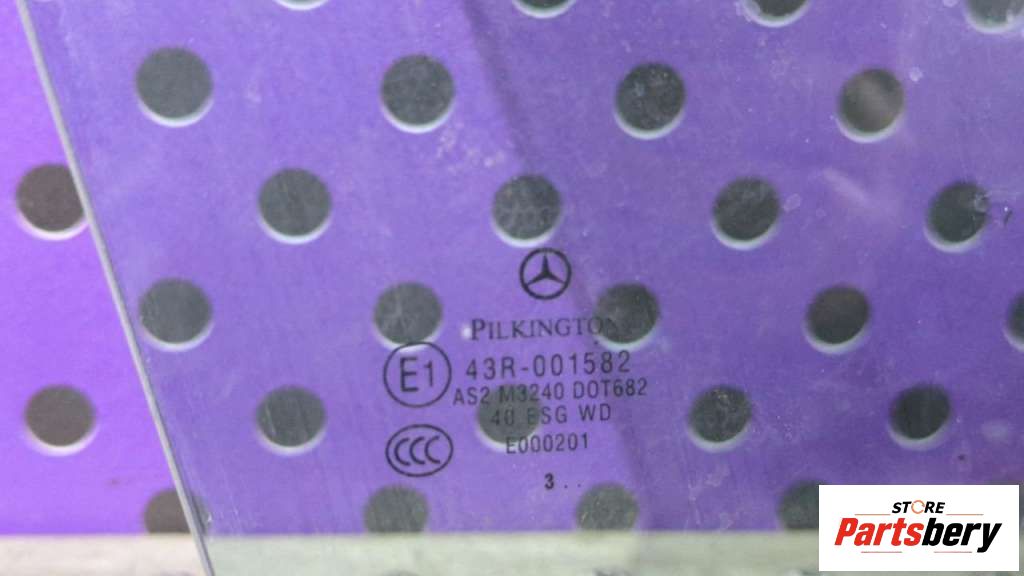 PILKINGTON
E1
43R-001582
AS2 M3240 DOT682
40 ESG WD
CCC
E000201
3 . .
STORE
Partsbery